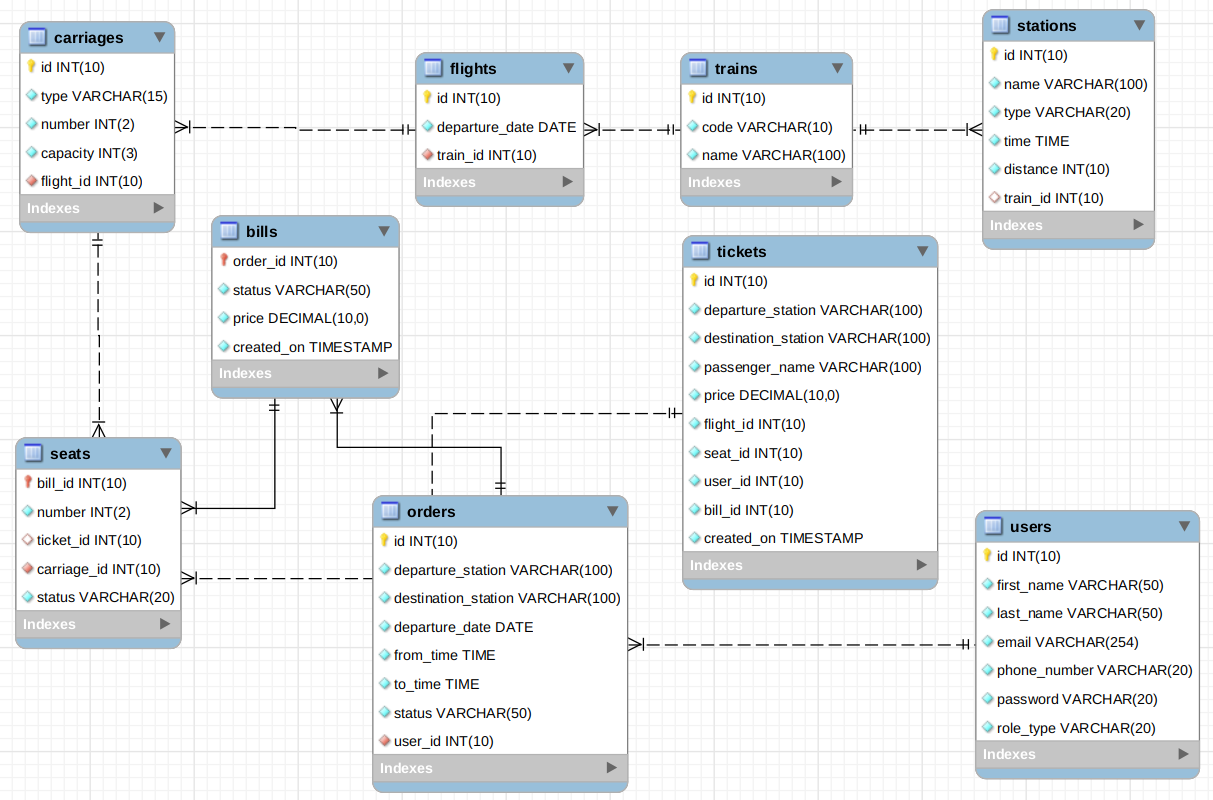 carriages
id INT(10)
type VARCHAR(15)
number INT(2)
capacity INT(3)
flight_id INT(10)
Indexes
flights
id INT(10)
departure_date DATE
train_id INT(10)
Indexes
trains
id INT(10)
code VARCHAR(10)
name VARCHAR(100)
Indexes
stations
id INT(10)
name VARCHAR(100)
type VARCHAR(20)
time TIME
distance INT(10)
train_id INT(10)
Indexes
bills
order_id INT(10)
status VARCHAR(50)
price DECIMAL(10,0)
created_on TIMESTAMP
Indexes
tickets
id INT(10)
departure_station VARCHAR(100)
destination_station VARCHAR(100)
passenger_name VARCHAR(100)
price DECIMAL(10,0)
flight_id INT(10)
seat_id INT(10)
user_id INT(10)
bill_id INT(10)
created_on TIMESTAMP
Indexes
seats
bill_id INT(10)
number INT(2)
ticket_id INT(10)
carriage_id INT(10)
status VARCHAR(20)
Indexes
orders
id INT(10)
departure_station VARCHAR(100)
destination_station VARCHAR(100)
departure_date DATE
from_time TIME
to_time TIME
status VARCHAR(50)
user_id INT(10)
Indexes
users
id INT(10)
first_name VARCHAR(50)
last_name VARCHAR(50)
email VARCHAR(254)
phone_number VARCHAR(20)
password VARCHAR(20)
role_type VARCHAR(20)
Indexes